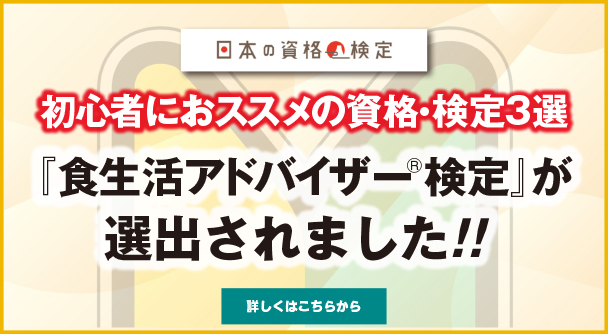 日本の資格・検定
初心者におススメの資格・検定3選
『食生活アドバイザー®検定』が
選出されました!!
詳しくはこちらから